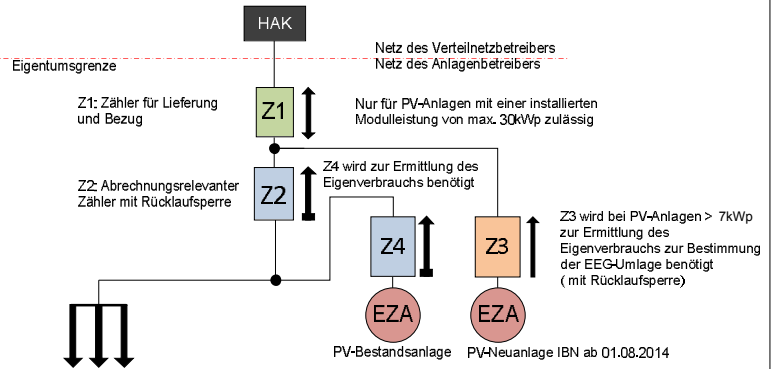 HAK
Netz des Verteilnetzbetreibers
Eigentumsgrenze
Netz des Anlagenbetreibers
Z1: Zähler für Lieferung
und Bezug
Z1
Nur für PV-Anlagen mit einer installierten
Modulleistung von max. 30kWp zulässig
Z2: Abrechnungsrelevanter
Zähler mit Rücklaufsperre
Z2
Z4 wird zur Ermittlung des
Eigenverbrauchs benötigt
Z4
Z3
Z3 wird bei PV-Anlagen > 7kWp
zur Ermittlung des
Eigenverbrauchs zur Bestimmung
der EEG-Umlage benötigt
( mit Rücklaufsperre)
EZA
EZA
PV-Bestandsanlage
PV-Neuanlage IBN ab 01.08.2014